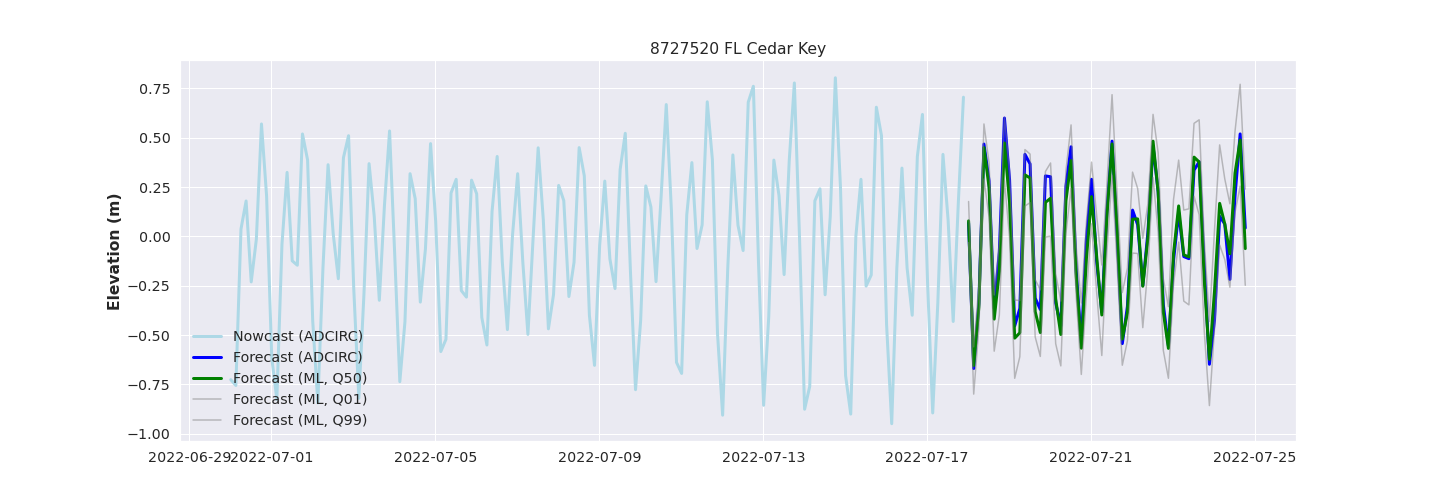 8727520 FL Cedar Key
Elevation (m)
0.75
0.50
0.25
0.00
−0.25
−0.50
−0.75
−1.00
Nowcast (ADCIRC)
Forecast (ADCIRC)
Forecast (ML, Q50)
Forecast (ML, Q01)
Forecast (ML, Q99)
2022-06-29 2022-07-01 2022-07-05 2022-07-09 2022-07-13 2022-07-17 2022-07-21 2022-07-25